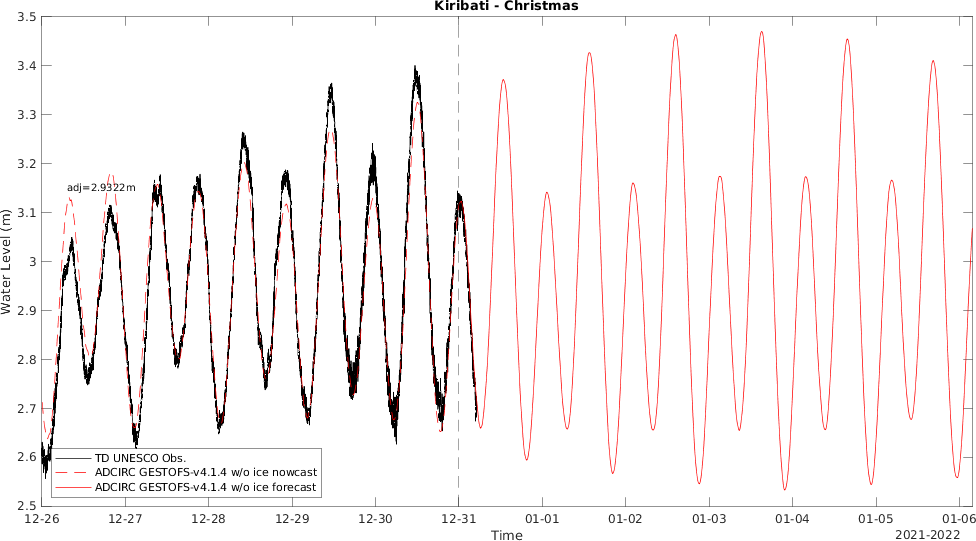 Kiribati - Christmas
3.5
3.4
3.3
3.2
3.1
3
2.9
2.8
2.7
2.6
2.5
Water Level (m)
adj=2.9322m
TD UNESCO Obs.
ADCIRC GESTOFS-v4.1.4 w/o ice nowcast
ADCIRC GESTOFS-v4.1.4 w/o ice forecast
12-26 12-27 12-28 12-29 12-30 12-31 01-01 01-02 01-03 01-04 01-05 01-06
Time
2021-2022